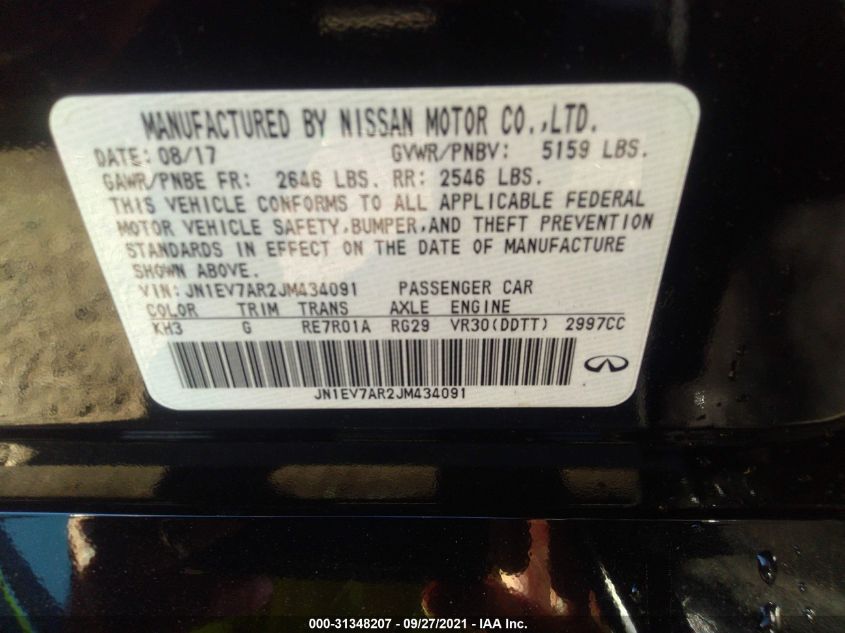 MANUFACTURED BY NISSAN MOTOR CO.,LTD.
DATE: 08/17 GVWR/PNBV: 5159 LBS.
GAWR/PNBE FR: 2646 LBS. RR: 2546 LBS.
THIS VEHICLE CONFORMS TO ALL APPLICABLE FEDERAL
MOTOR VEHICLE SAFETY,BUMPER,AND THEFT PREVENTION
STANDARDS IN EFFECT ON THE DATE OF MANUFACTURE
SHOWN ABOVE.
VIN: JN1EV7AR2JM434091 PASSENGER CAR
COLOR TRIM TRANS AXLE ENGINE
KH3 G RE7R01A RG29 VR30(DDTT) 2997CC
JN1EV7AR2JM434091
000-31348207 - 09/27/2021 - IAA Inc.